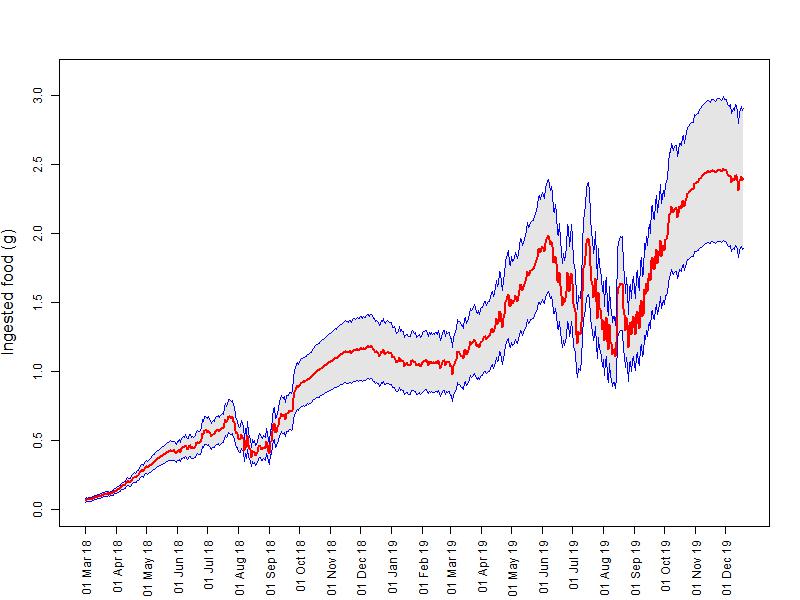 Ingested food (g)
3.0
2.5
2.0
1.5
1.0
0.5
0.0
01 Mar 18
01 Apr 18
01 May 18
01 Jun 18
01 Jul 18
01 Aug 18
01 Sep 18
01 Oct 18
01 Nov 18
01 Dec 18
01 Jan 19
01 Feb 19
01 Mar 19
01 Apr 19
01 May 19
01 Jun 19
01 Jul 19
01 Aug 19
01 Sep 19
01 Oct 19
01 Nov 19
01 Dec 19